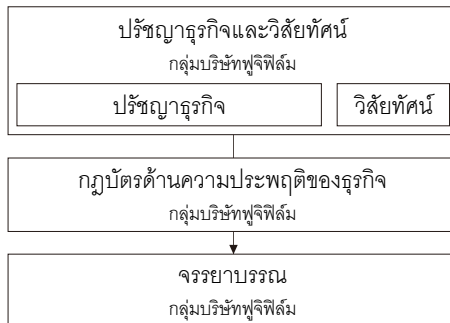 ปรัชญาธุรกิจและวิสัยทัศน์
กลุ่มบริษัทฟูจิฟิล์ม
ปรัชญาธุรกิจ
วิสัยทัศน์
กฎบัตรด้านความประพฤติของธุรกิจ
กลุ่มบริษัทฟูจิฟิล์ม
จรรยาบรรณ
กลุ่มบริษัทฟูจิฟิล์ม